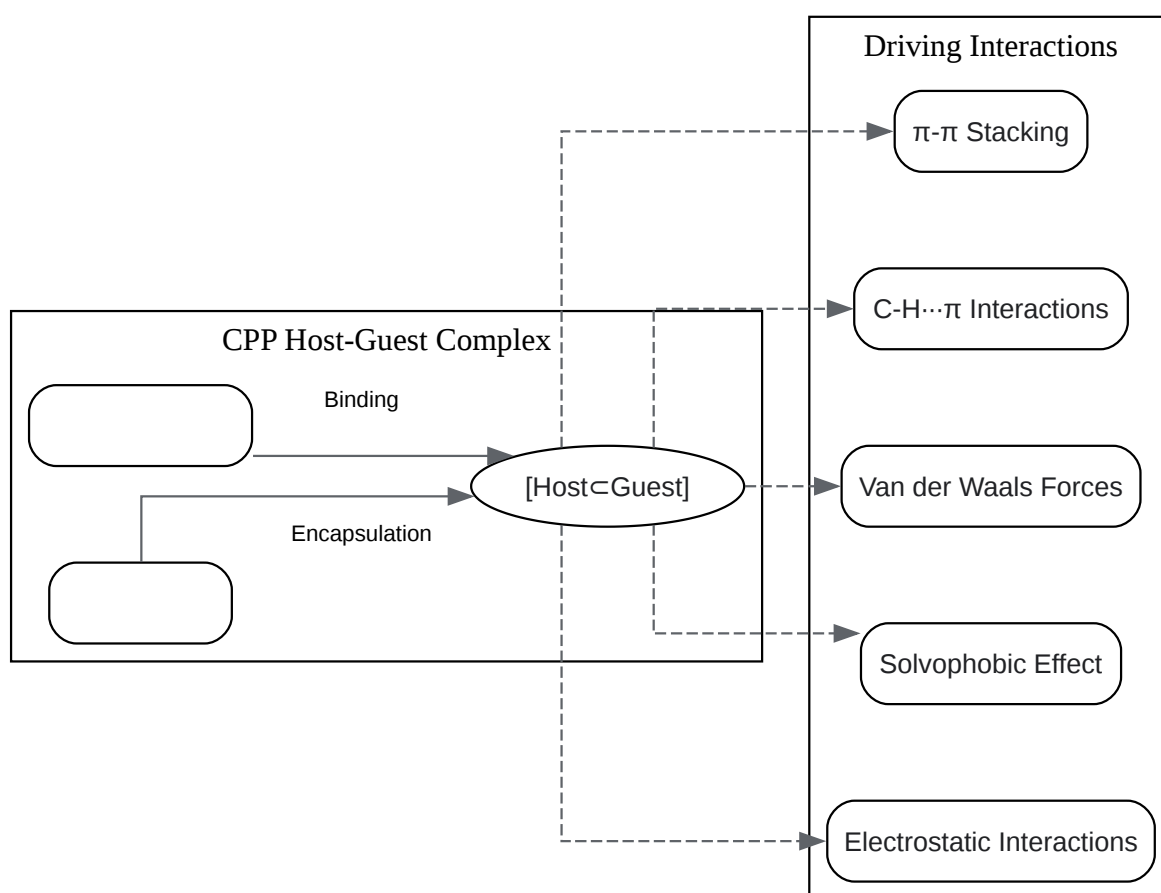 Driving Interactions
π-π Stacking
C-H···π Interactions
CPP Host-Guest Complex
Binding
[Host⊂Guest]
Van der Waals Forces
Encapsulation
Solvophobic Effect
Electrostatic Interactions